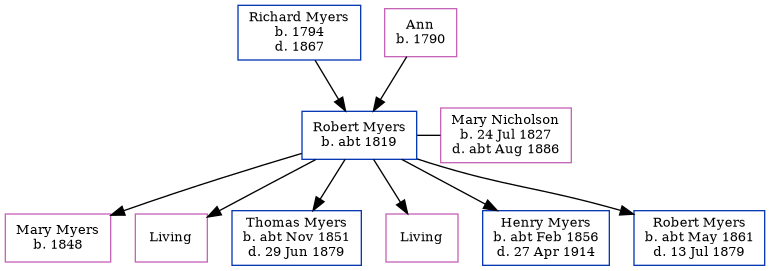 Richard Myers
b. 1794
d. 1867
Ann
b. 1790
Robert Myers
b. abt 1819
Mary Nicholson
b. 24 Jul 1827
d. abt Aug 1886
Mary Myers
b. 1848
Living
Thomas Myers
b. abt Nov 1851
d. 29 Jun 1879
Living
Henry Myers
b. abt Feb 1856
d. 27 Apr 1914
Robert Myers
b. abt May 1861
d. 13 Jul 1879